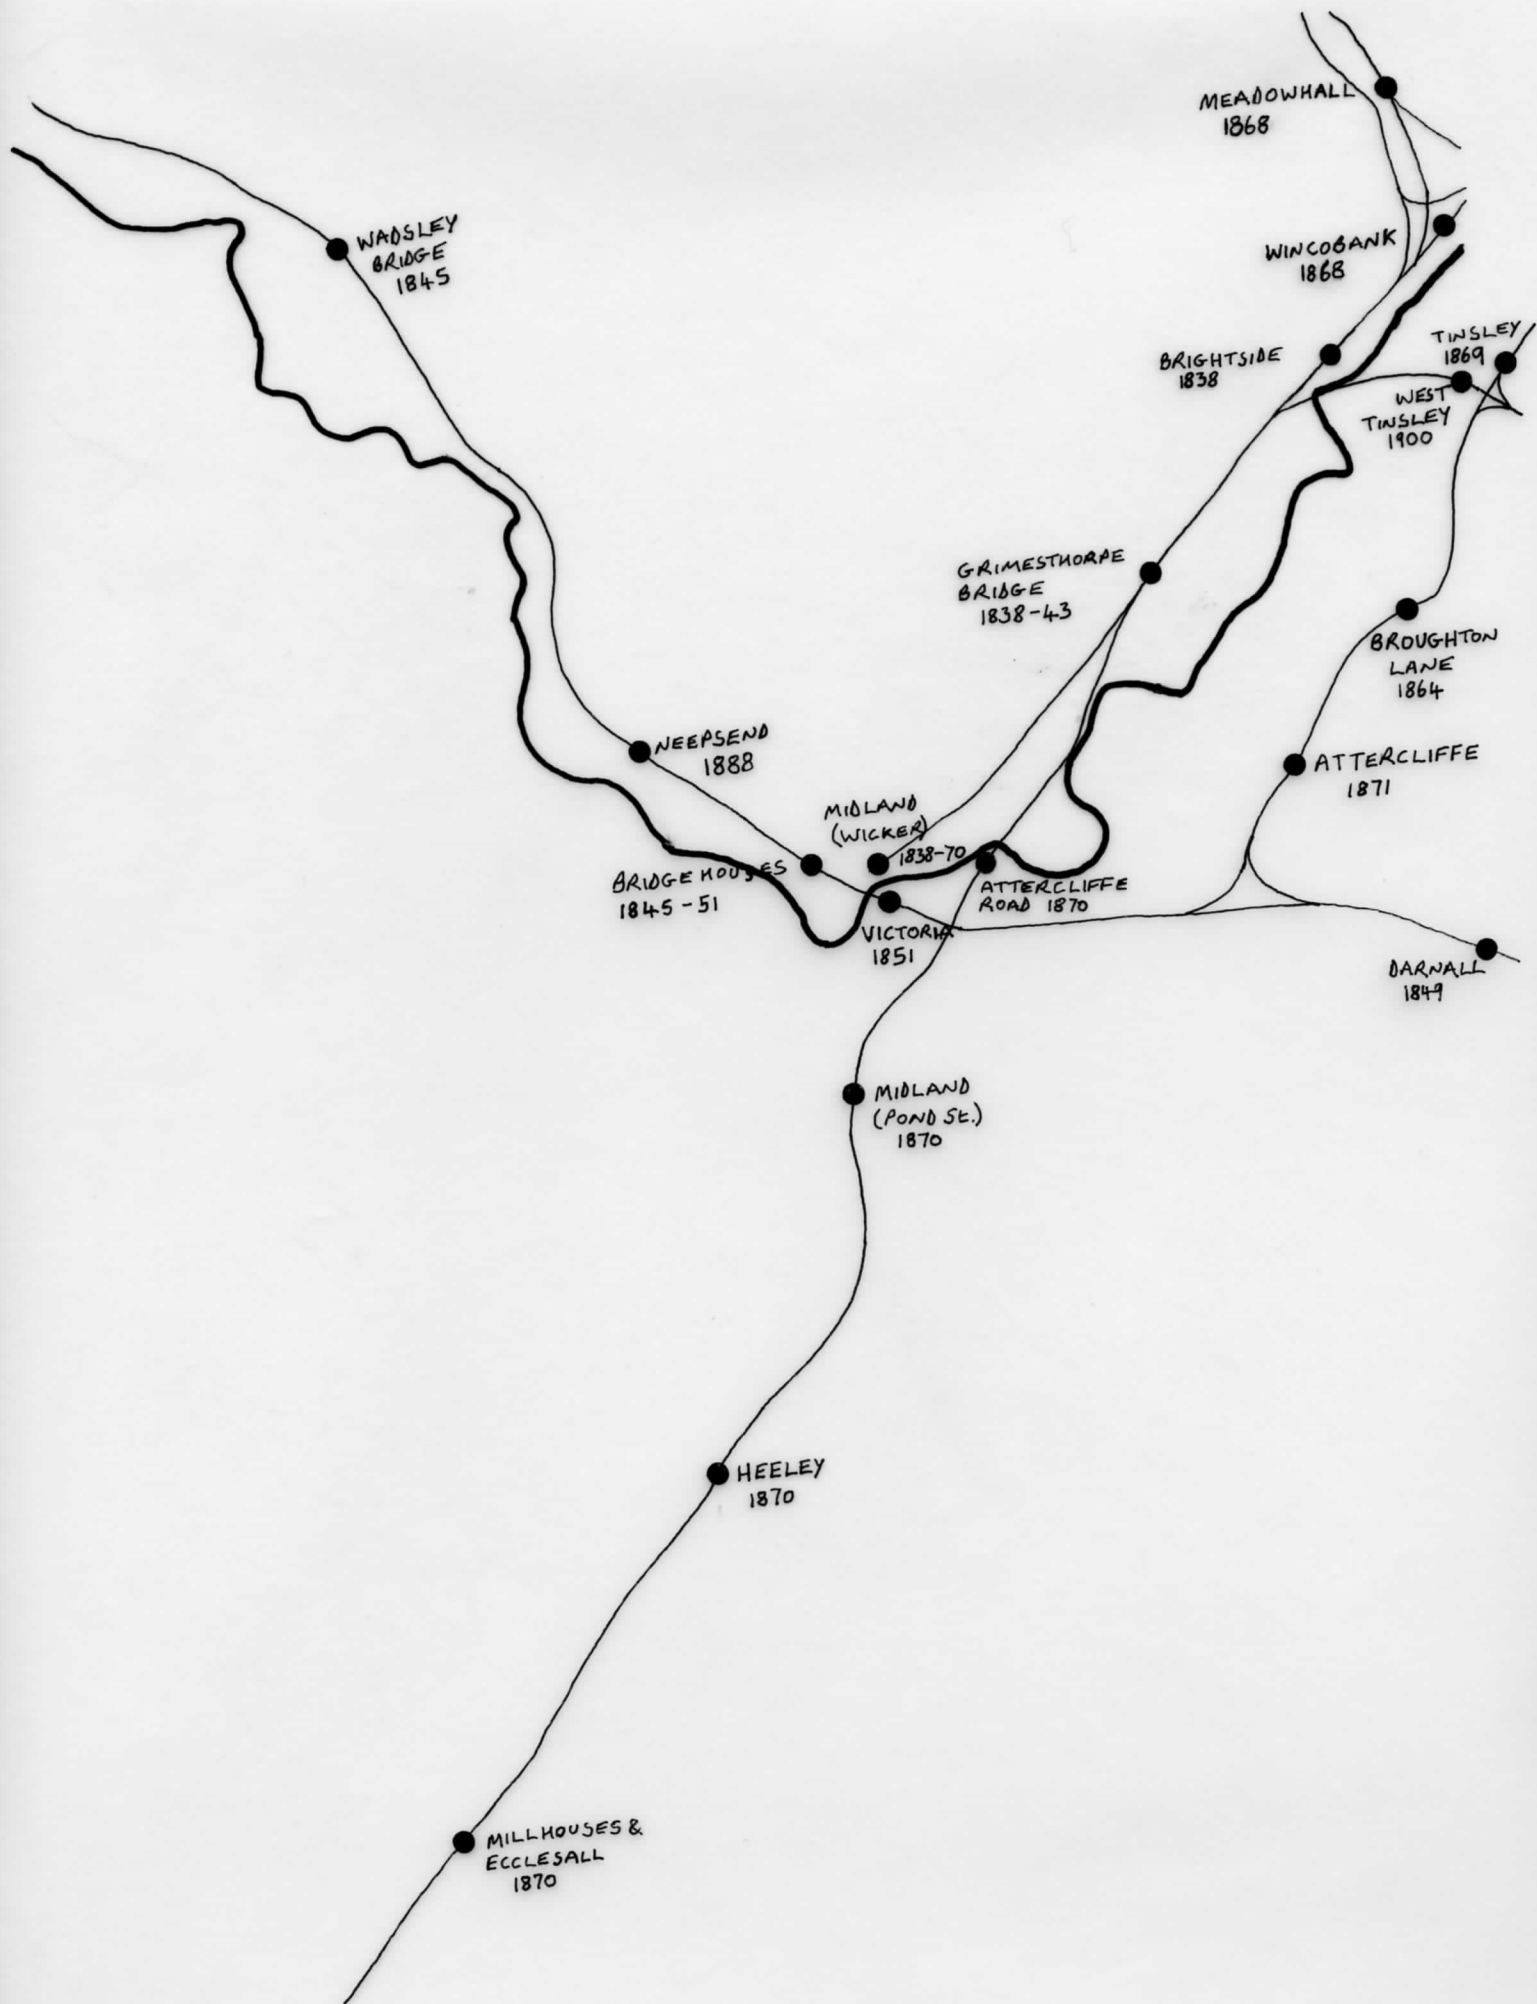 MEADOWHALL
1868
WADSLEY
BRIDGE
1845
WINCOBANK
1868
BRIGHTSIDE
1838
TINSLEY
1869
WEST
TINSLEY
1900
GRIMESTHORPE
BRIDGE
1838-43
BROUGHTON
LANE
1864
NEEPSEND
1888
ATTERCLIFFE
1871
MIDLAND
(WICKER)
1838-70
BRIDGEHOUSES
1845-51
ATTERCLIFFE
ROAD 1870
VICTORIA
1851
DARNALL
1849
MIDLAND
(POND St.)
1870
HEELEY
1870
MILLHOUSES &
ECCLESALL
1870